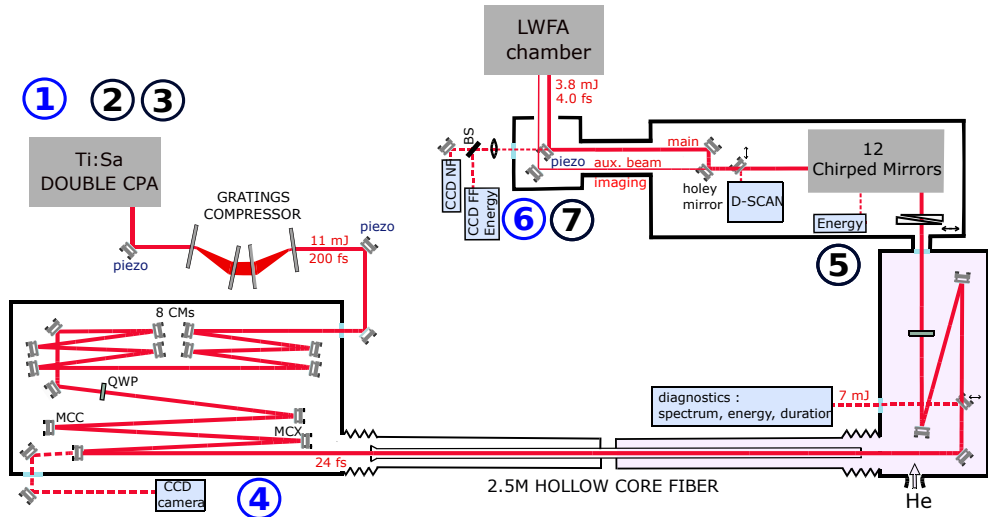 LWFA
chamber
3.8 mJ
4.0 fs
1
2
3
Ti:Sa
DOUBLE CPA
piezo
GRATINGS
COMPRESSOR
11 mJ
200 fs
piezo
BS
CCD NF
CCD FF
Energy
piezo
aux. beam
imaging
main
holey
mirror
D-SCAN
12
Chirped Mirrors
Energy
6
7
5
8 CMs
QWP
MCC
MCX
24 fs
CCD
camera
4
diagnostics :
spectrum, energy, duration
7 mJ
2.5M HOLLOW CORE FIBER
He